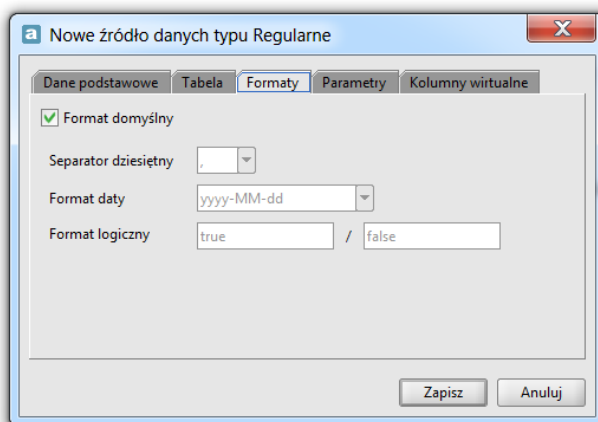 a Nowe źródło danych typu Regularne
Dane podstawowe Tabela Formaty Parametry Kolumny wirtualne
Format domyślny
Separator dziesiętny ,
Format daty yyyy-MM-dd
Format logiczny true / false
Zapisz Anuluj